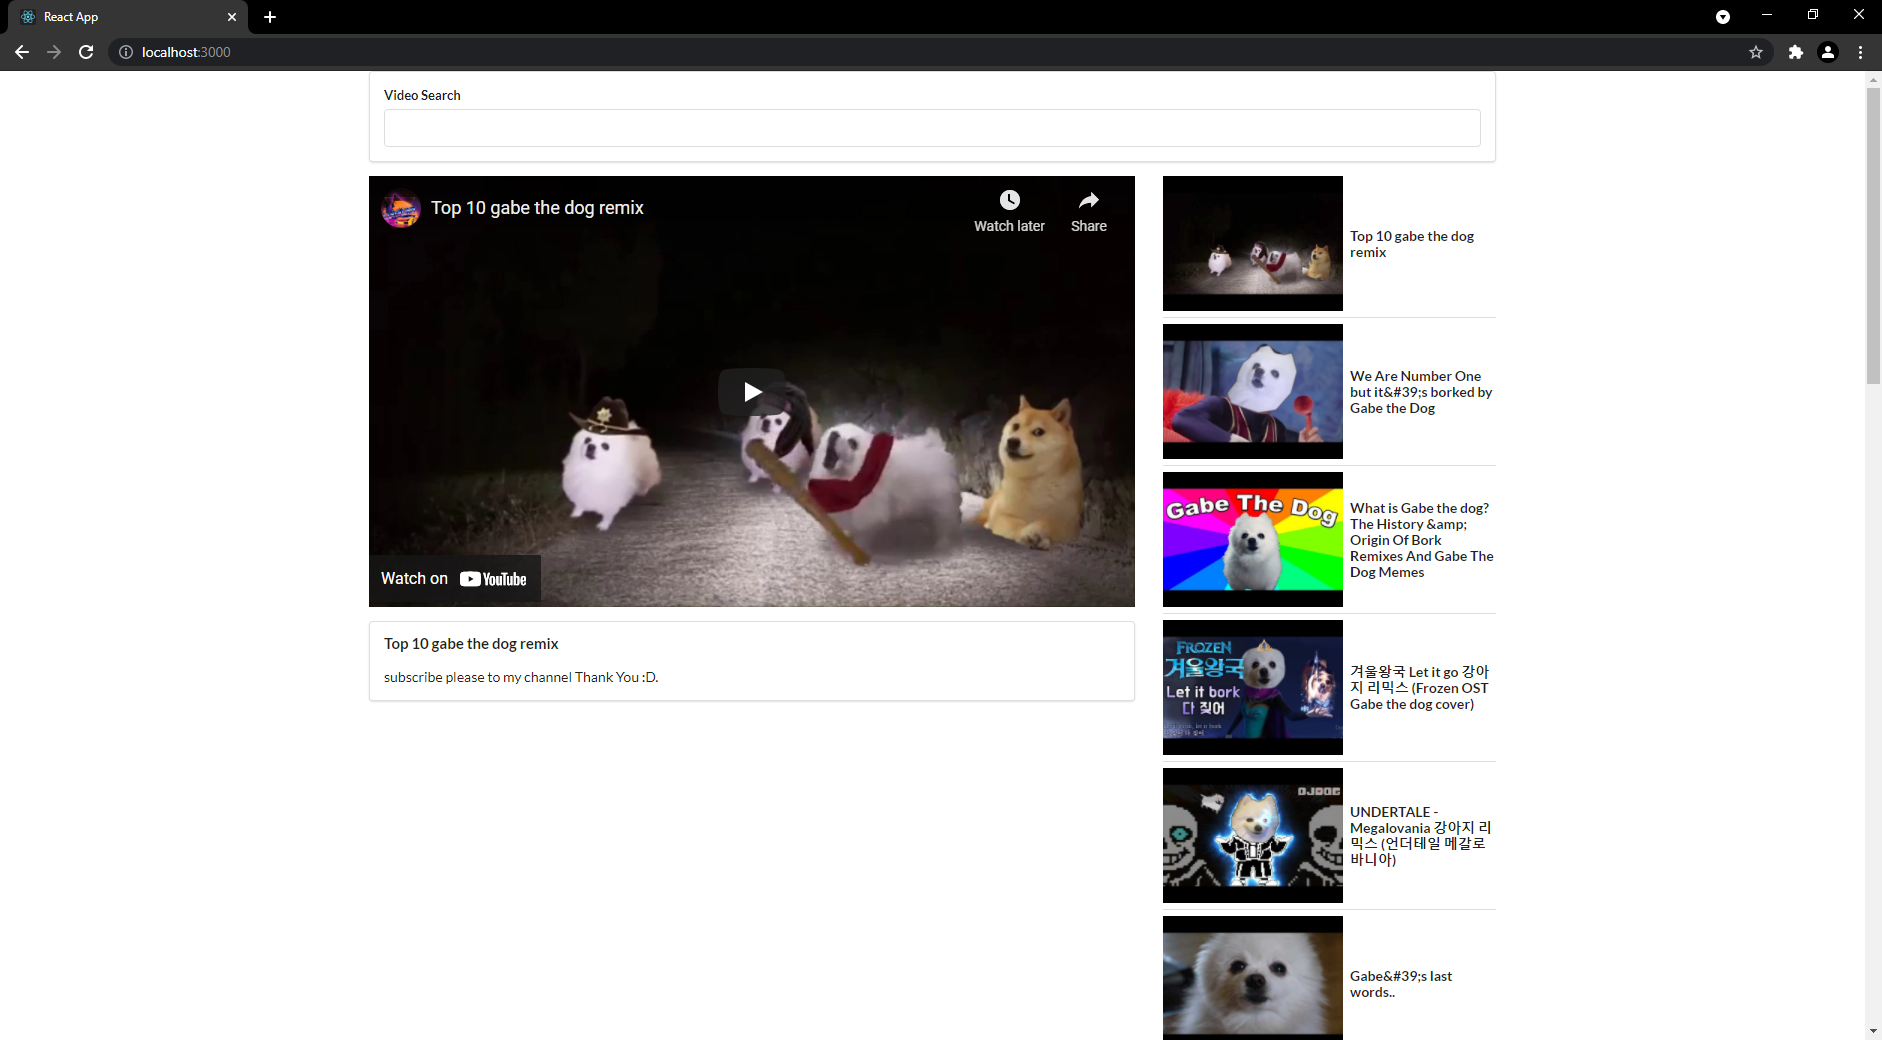 React App
localhost:3000
Video Search
Top 10 gabe the dog remix
Watch later
Share
Watch on YouTube
Top 10 gabe the dog remix
subscribe please to my channel Thank You :D.
Top 10 gabe the dog
remix
We Are Number One
but it&#39;s borked by
Gabe the Dog
Gabe The Dog
What is Gabe the dog?
The History &amp;
Origin Of Bork
Remixes And Gabe The
Dog Memes
FROZEN
겨울왕국
Let it bork
다 짖어
겨울왕국 Let it go 강아
지 리믹스 (Frozen OST
Gabe the dog cover)
DJDOG
UNDERTALE -
Megalovania 강아지 리
믹스 (언더테일 메갈로
바니아)
Gabe&#39;s last
words..